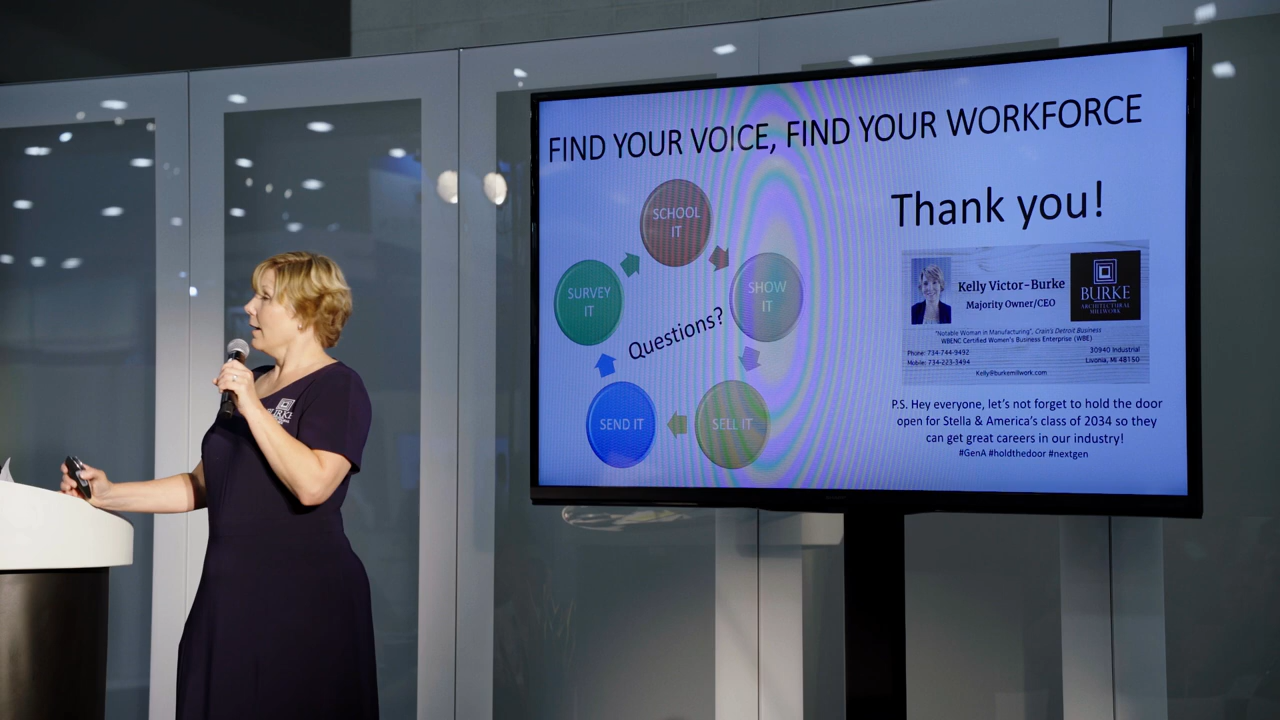 FIND YOUR VOICE, FIND YOUR WORKFORCE
Thank you!
SCHOOL
IT
SHOW
IT
SELL IT
SEND IT
SURVEY
IT
Questions?
Kelly Victor-Burke
Majority Owner/CEO
BURKE
ARCHITECTURAL
MILLWORK
"Notable Woman in Manufacturing", Crain's Detroit Business
WBENC Certified Women's Business Enterprise (WBE)
Phone: 734-744-9492
Mobile: 734-223-3494
30940 Industrial
Livonia, MI 48150
Kelly@burkemillwork.com
P.S. Hey everyone, let's not forget to hold the door
open for Stella & America's class of 2034 so they
can get great careers in our industry!
#GenA #holdthedoor #nextgen
BURKE